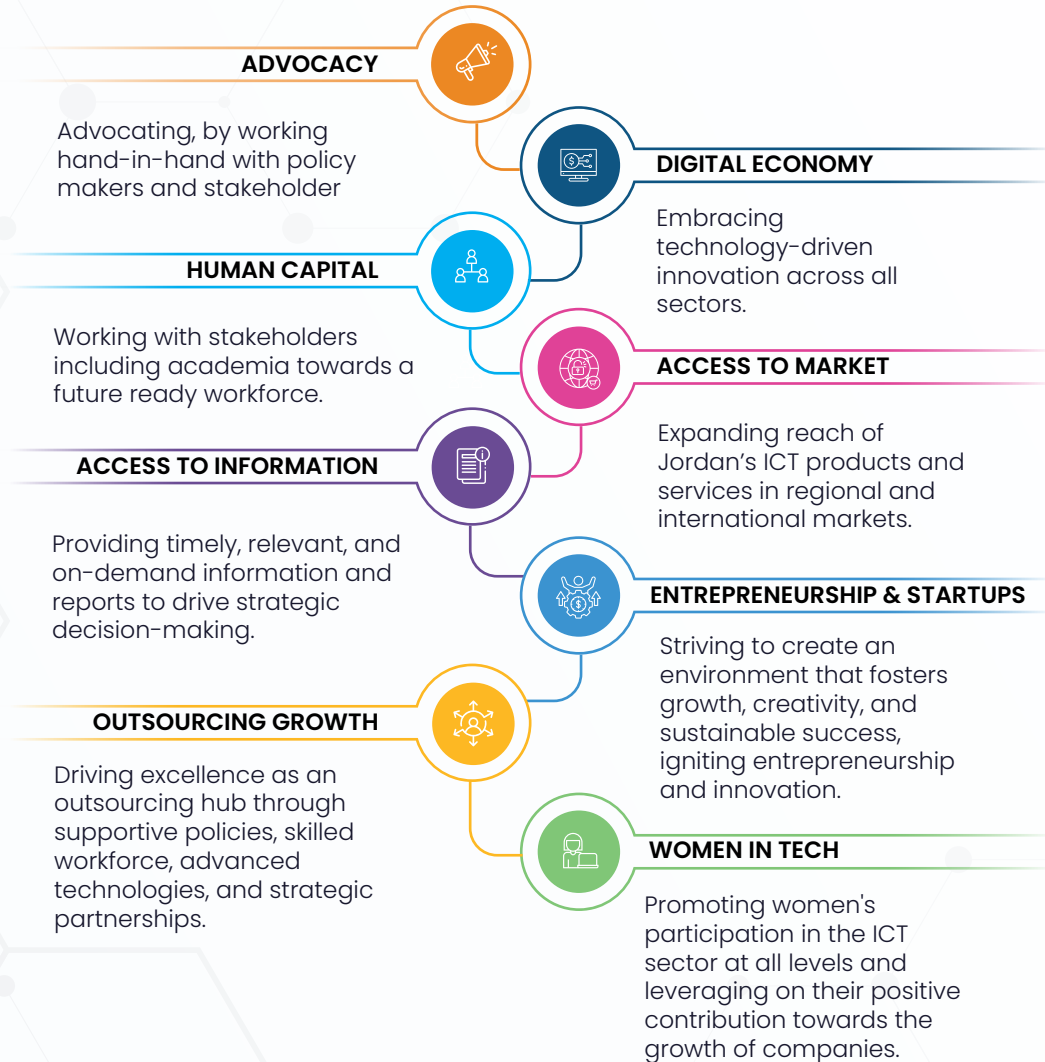 ADVOCACY
Advocating, by working
hand-in-hand with policy
makers and stakeholder
DIGITAL ECONOMY
Embracing
technology-driven
innovation across all
sectors.
HUMAN CAPITAL
Working with stakeholders
including academia towards a
future ready workforce.
ACCESS TO MARKET
Expanding reach of
Jordan’s ICT products and
services in regional and
international markets.
ACCESS TO INFORMATION
Providing timely, relevant, and
on-demand information and
reports to drive strategic
decision-making.
ENTREPRENEURSHIP & STARTUPS
Striving to create an
environment that fosters
growth, creativity, and
sustainable success,
igniting entrepreneurship
and innovation.
OUTSOURCING GROWTH
Driving excellence as an
outsourcing hub through
supportive policies, skilled
workforce, advanced
technologies, and strategic
partnerships.
WOMEN IN TECH
Promoting women's
participation in the ICT
sector at all levels and
leveraging on their positive
contribution towards the
growth of companies.